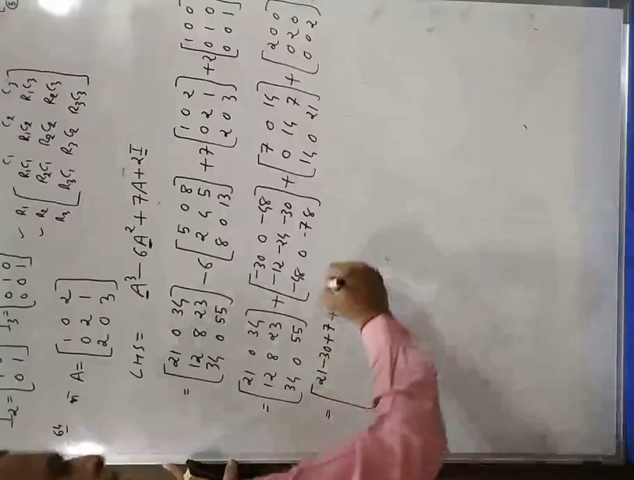 I₂ = [1 0; 0 1] I₃ = [0 1 0; 0 0 1]
C₁ C₂ C₃
R₁ [R₁C₁ R₁C₂ R₁C₃
R₂ R₂C₁ R₂C₂ R₂C₃
R₃ R₃C₁ R₃C₂ R₃C₃]
A = [1 0 2; 0 2 1; 2 0 3]
LHS = A³ - 6A² + 7A + 2I
= [21 0 34; 12 8 23; 34 0 55] - 6 [5 0 8; 2 4 5; 8 0 13] + 7 [1 0 2; 0 2 1; 2 0 3] + 2 [1 0 0; 0 1 0; 0 0 1]
= [21 0 34; 12 8 23; 34 0 55] + [-30 0 -48; -12 -24 -30; -48 0 -78] + [7 0 14; 0 14 7; 14 0 21] + [2 0 0; 0 2 0; 0 0 2]
= [21-30+7+